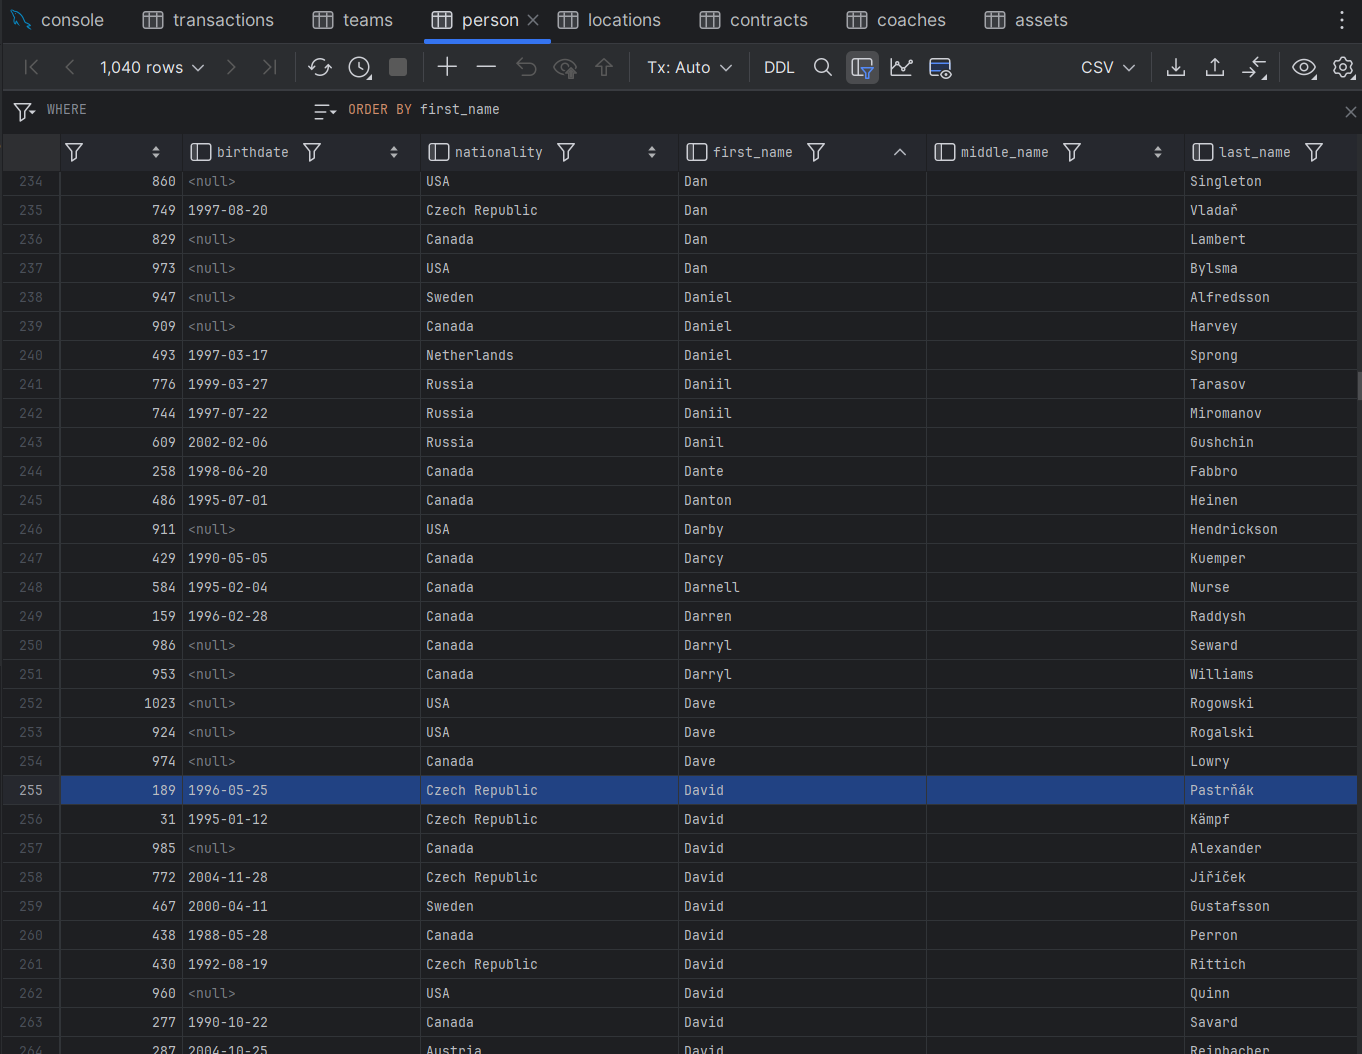 console transactions teams person locations contracts coaches assets
1,040 rows Tx: Auto DDL CSV
WHERE ORDER BY first_name
birthdate nationality first_name middle_name last_name
234 860 <null> USA Dan Singleton
235 749 1997-08-20 Czech Republic Dan Vladař
236 829 <null> Canada Dan Lambert
237 973 <null> USA Dan Bylsma
238 947 <null> Sweden Daniel Alfredsson
239 909 <null> Canada Daniel Harvey
240 493 1997-03-17 Netherlands Daniel Sprong
241 776 1999-03-27 Russia Daniil Tarasov
242 744 1997-07-22 Russia Daniil Miromanov
243 609 2002-02-06 Russia Danil Gushchin
244 258 1998-06-20 Canada Dante Fabbro
245 486 1995-07-01 Canada Danton Heinen
246 911 <null> USA Darby Hendrickson
247 429 1990-05-05 Canada Darcy Kuemper
248 584 1995-02-04 Canada Darnell Nurse
249 159 1996-02-28 Canada Darren Raddysh
250 986 <null> Canada Darryl Seward
251 953 <null> Canada Darryl Williams
252 1023 <null> USA Dave Rogowski
253 924 <null> USA Dave Rogalski
254 974 <null> Canada Dave Lowry
255 189 1996-05-25 Czech Republic David Pastrňák
256 31 1995-01-12 Czech Republic David Kämpf
257 985 <null> Canada David Alexander
258 772 2004-11-28 Czech Republic David Jiříček
259 467 2000-04-11 Sweden David Gustafsson
260 438 1988-05-28 Canada David Perron
261 430 1992-08-19 Czech Republic David Rittich
262 960 <null> USA David Quinn
263 277 1990-10-22 Canada David Savard
264 287 2004-10-25 Austria David Reinbacher